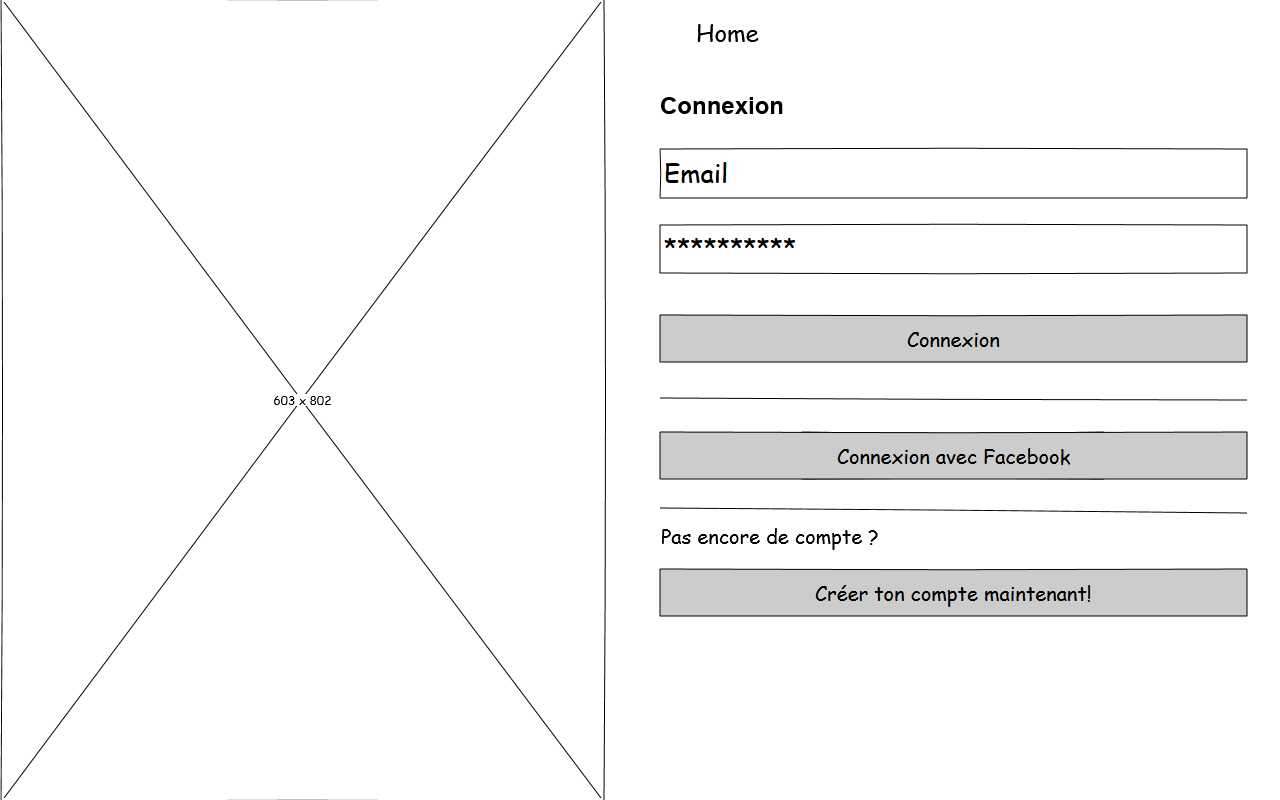 Home
Connexion
Email
**********
Connexion
603 x 802
Connexion avec Facebook
Pas encore de compte ?
Créer ton compte maintenant!